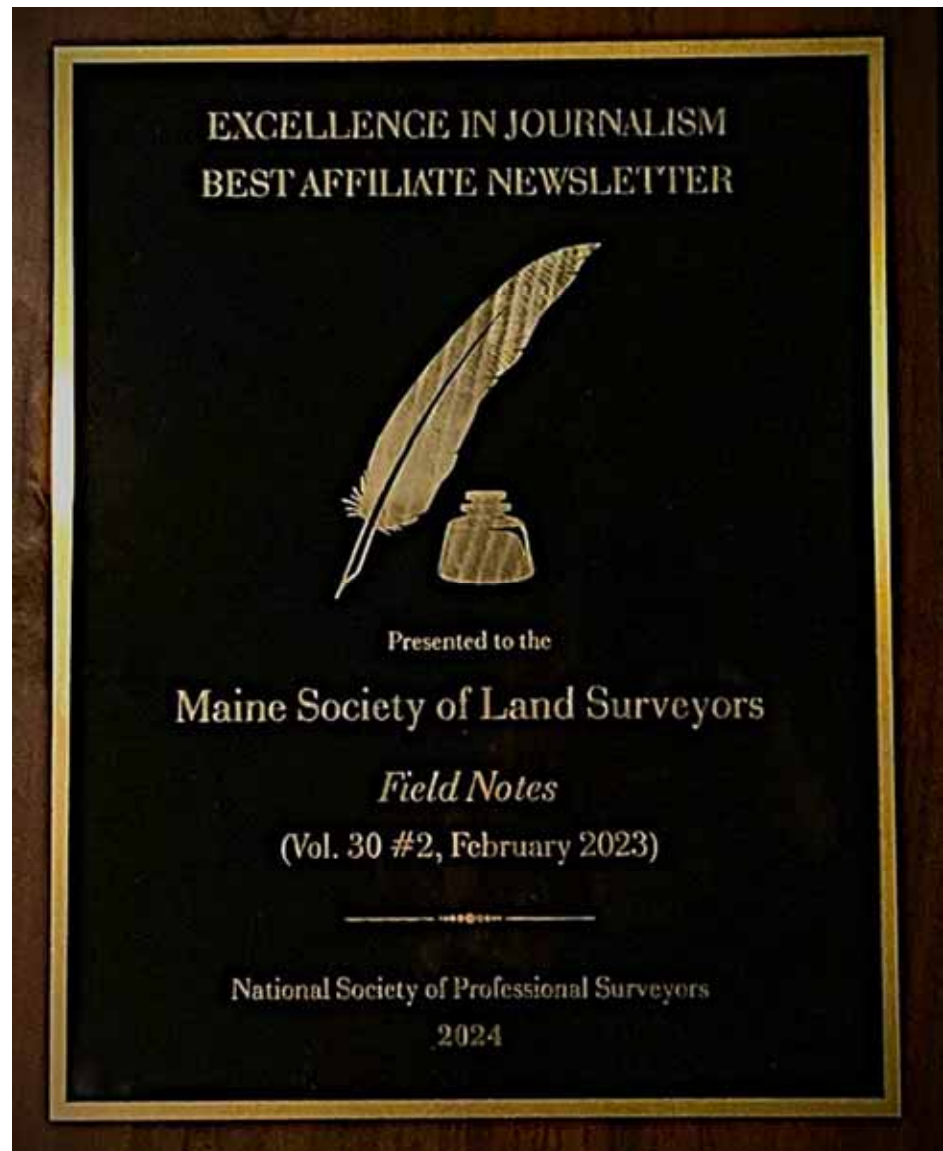 EXCELLENCE IN JOURNALISM
BEST AFFILIATE NEWSLETTER
Presented to the
Maine Society of Land Surveyors
Field Notes
(Vol. 30 #2, February 2023)
National Society of Professional Surveyors
2024